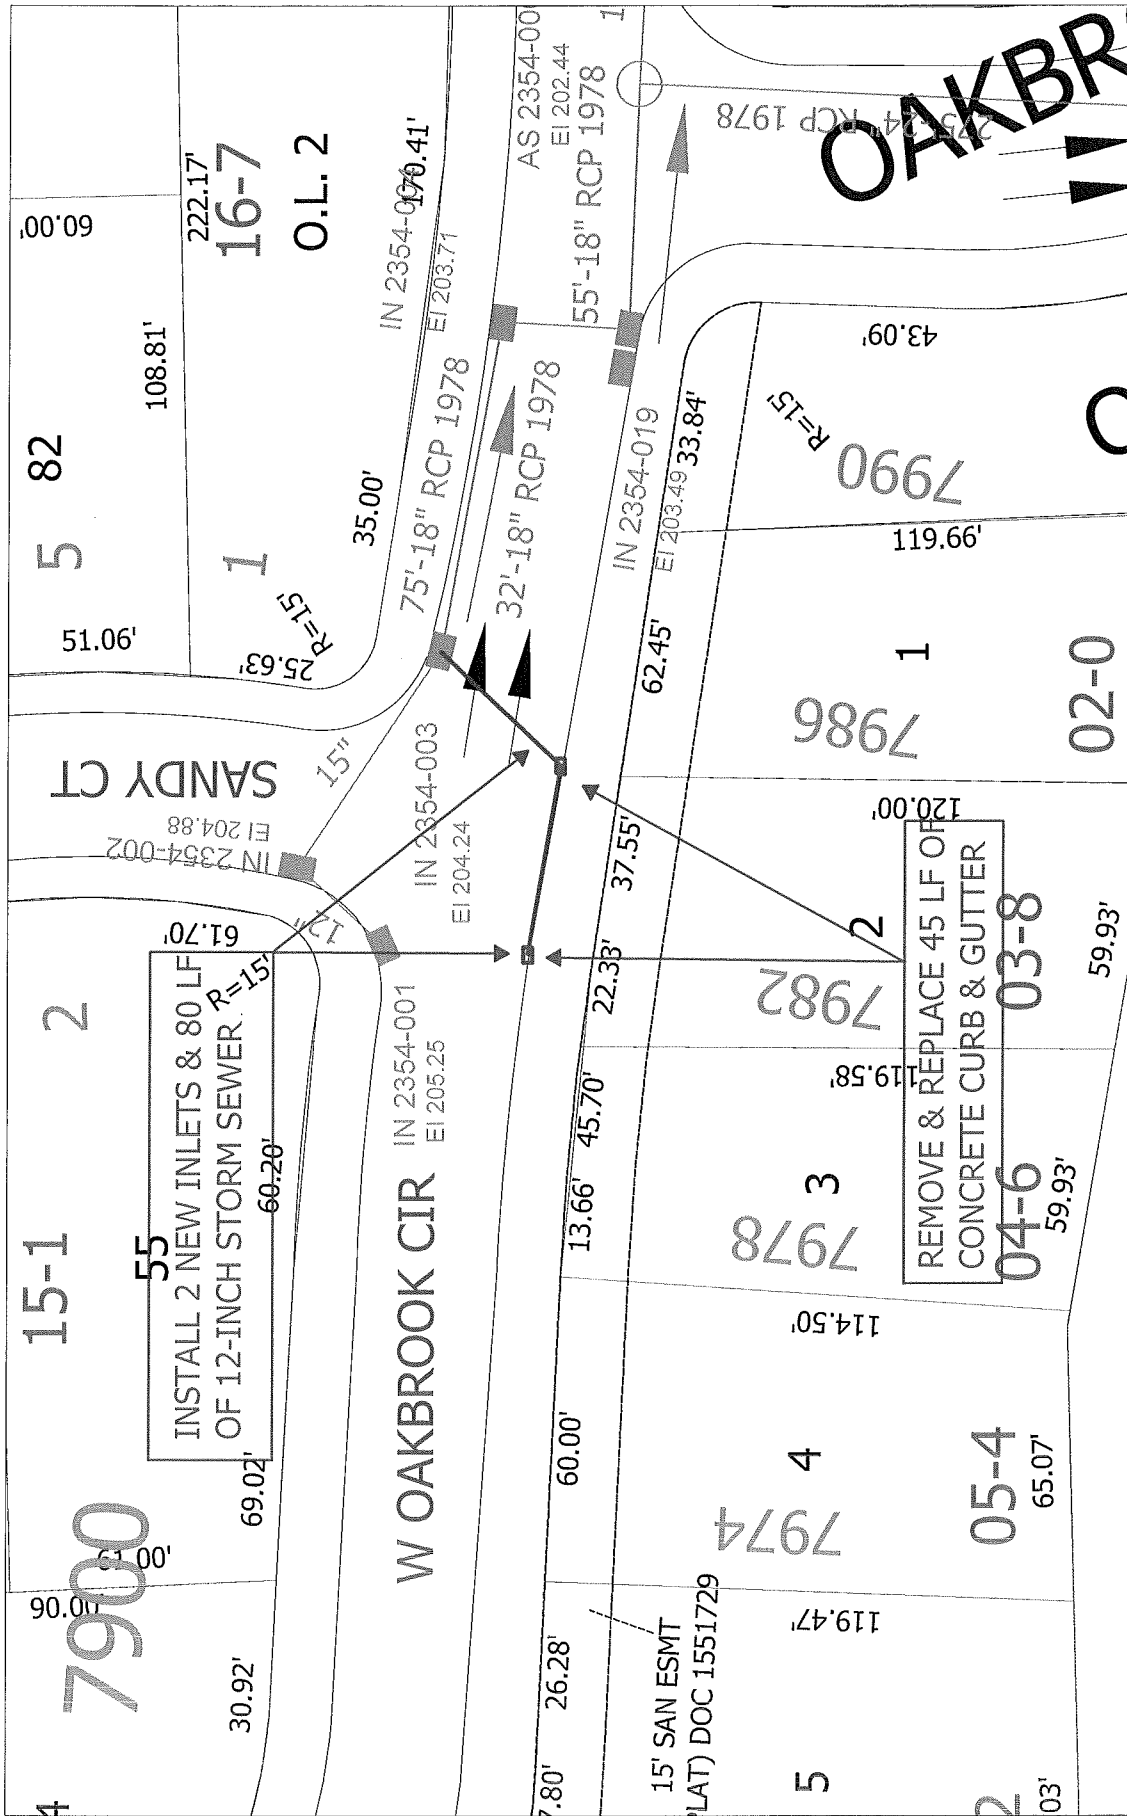 5
82
60.00'
51.06'
222.17'
16-7
O.L. 2
108.81'
1
R=15'
25.63'
35.00'
170.41'
IN 2354-004
EI 203.71
AS 2354-00
EI 202.44
75'-18" RCP 1978
32'-18" RCP 1978
55'-18" RCP 1978
275'-24" RCP 1978
OAKBR
IN 2354-019
EI 203.49
33.84'
43.09'
R=15'
7990
119.66'
62.45'
1
7986
02-0
SANDY CT
15"
IN 2354-002
EI 204.88
IN 2354-003
EI 204.24
12"
61.70'
R=15'
2
IN 2354-001
EI 205.25
15-1
55
INSTALL 2 NEW INLETS & 80 LF
OF 12-INCH STORM SEWER.
60.20'
69.02'
W OAKBROOK CIR
7900
61.00'
90.00'
30.92'
4
37.55'
22.33'
120.00'
2
7982
03-8
59.93'
REMOVE & REPLACE 45 LF OF
CONCRETE CURB & GUTTER
119.58'
45.70'
13.66'
3
7978
04-6
59.93'
114.50'
60.00'
4
7974
05-4
65.07'
119.47'
26.28'
7.80'
15' SAN ESMT
PLAT) DOC 1551729
5
2
03'